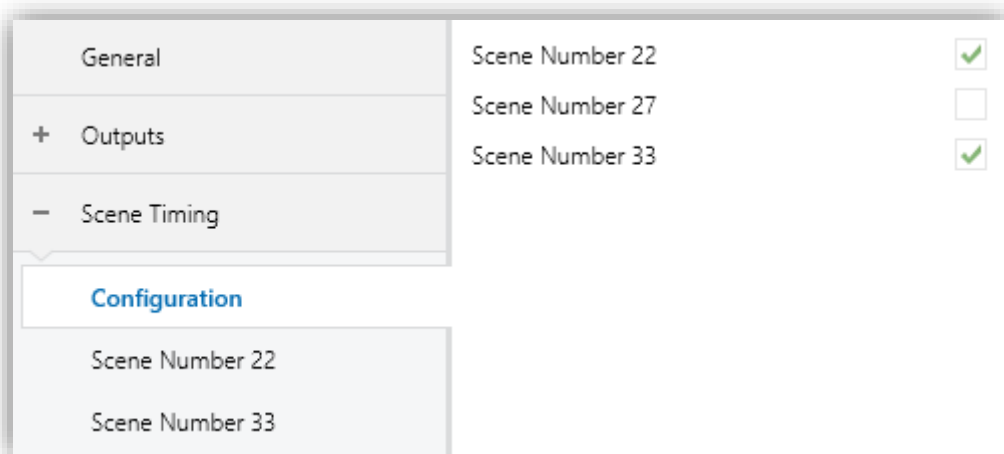 General
+ Outputs
− Scene Timing
Configuration
Scene Number 22
Scene Number 33
Scene Number 22
Scene Number 27
Scene Number 33